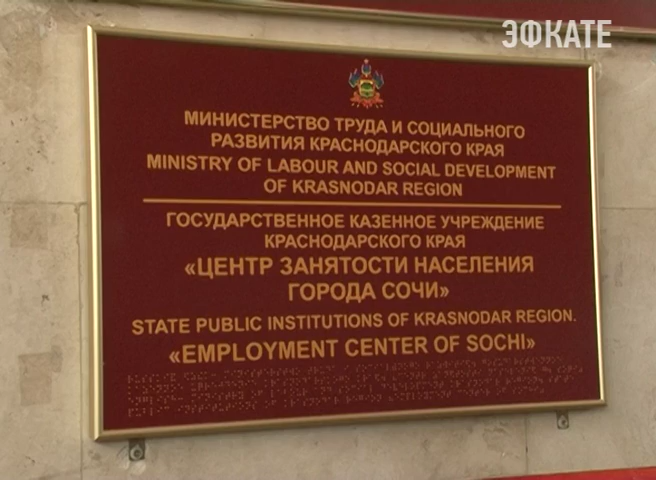 ЭФКАТЕ
МИНИСТЕРСТВО ТРУДА И СОЦИАЛЬНОГО
РАЗВИТИЯ КРАСНОДАРСКОГО КРАЯ
MINISTRY OF LABOUR AND SOCIAL DEVELOPMENT
OF KRASNODAR REGION
ГОСУДАРСТВЕННОЕ КАЗЕННОЕ УЧРЕЖДЕНИЕ
КРАСНОДАРСКОГО КРАЯ
«ЦЕНТР ЗАНЯТОСТИ НАСЕЛЕНИЯ
ГОРОДА СОЧИ»
STATE PUBLIC INSTITUTIONS OF KRASNODAR REGION.
«EMPLOYMENT CENTER OF SOCHI»